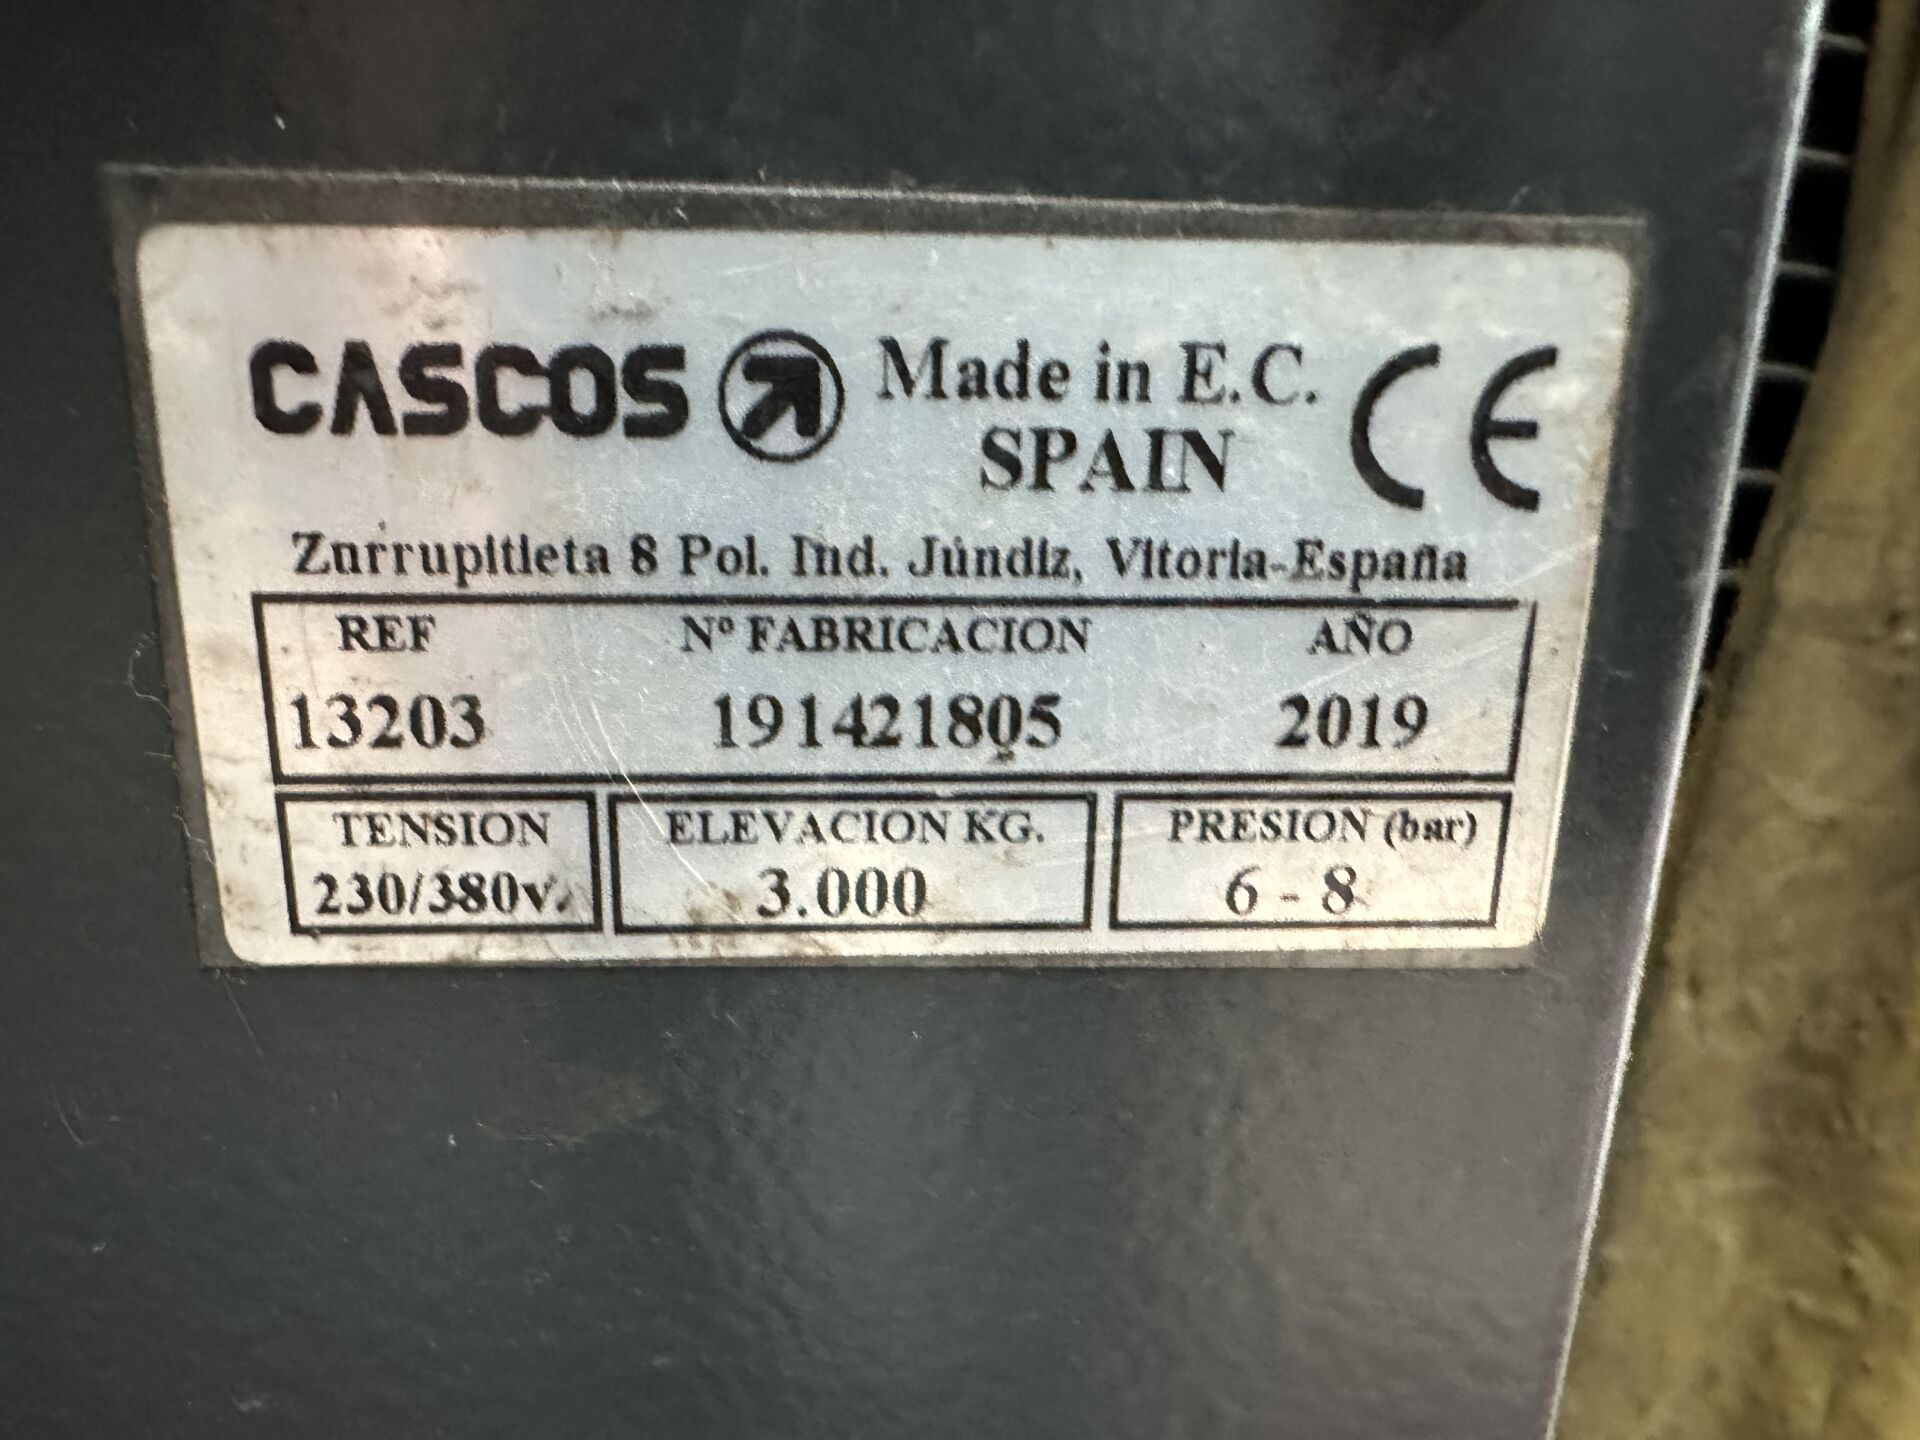 CASCOS Made in E.C. CE
SPAIN
Zurrupitieta 8 Pol. Ind. Júndiz, Vitoria-España
REF Nº FABRICACION AÑO
13203 191421805 2019
TENSION ELEVACION KG. PRESION (bar)
230/380v. 3.000 6 - 8